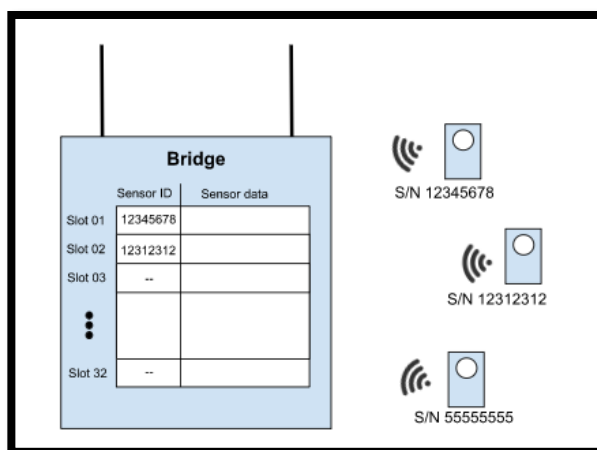 Bridge
Sensor ID Sensor data
Slot 01 12345678
Slot 02 12312312
Slot 03 --
Slot 32 --
S/N 12345678
S/N 12312312
S/N 55555555